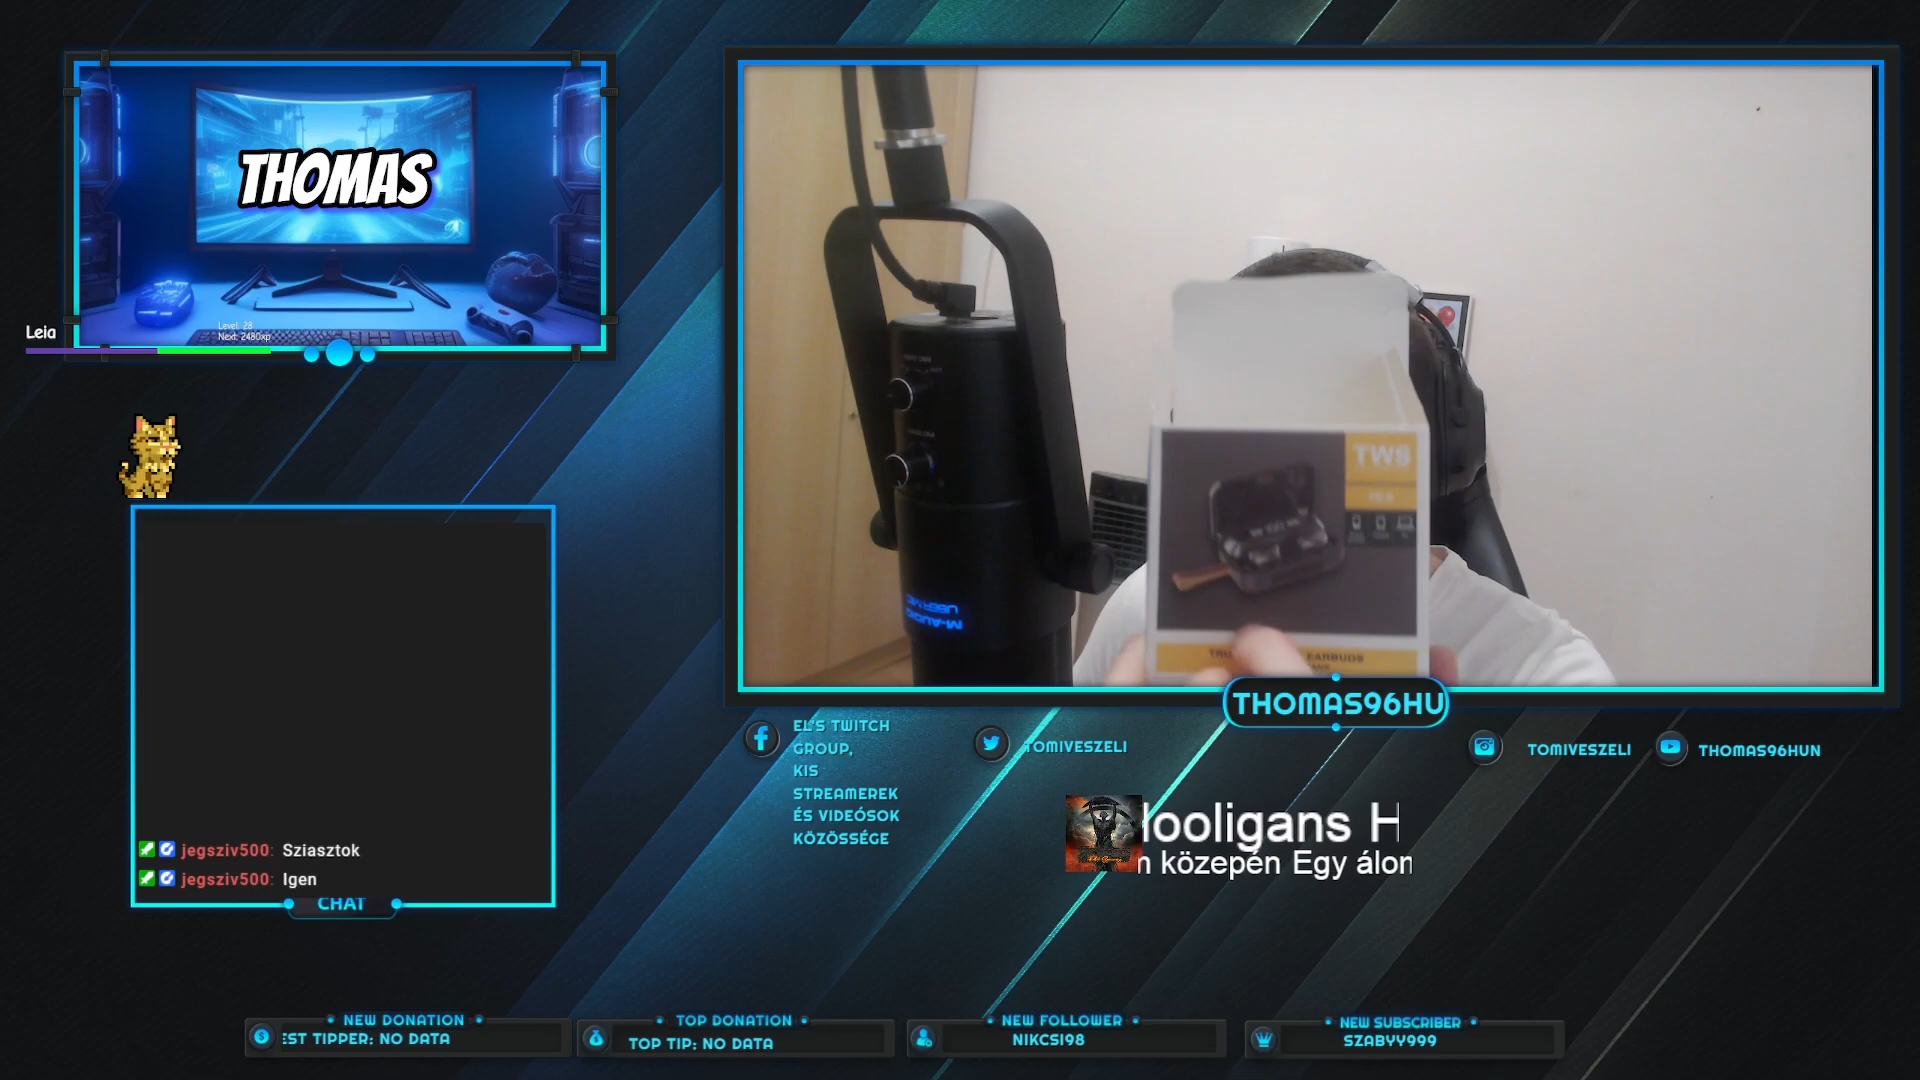 THOMAS
Level: 28
Next: 2480xp
Leia
TWS
EARBUDS
M-AUDIO
THOMAS96HU
EL'S TWITCH
GROUP,
KIS
STREAMEREK
ÉS VIDEÓSOK
KÖZÖSSÉGE
TOMIVESZELI
TOMIVESZELI
THOMAS96HUN
looligans H
közepén Egy álom
jegsziv500: Sziasztok
jegsziv500: Igen
CHAT
NEW DONATION
EST TIPPER: NO DATA
TOP DONATION
TOP TIP: NO DATA
NEW FOLLOWER
NIKCSI98
NEW SUBSCRIBER
SZABYY999